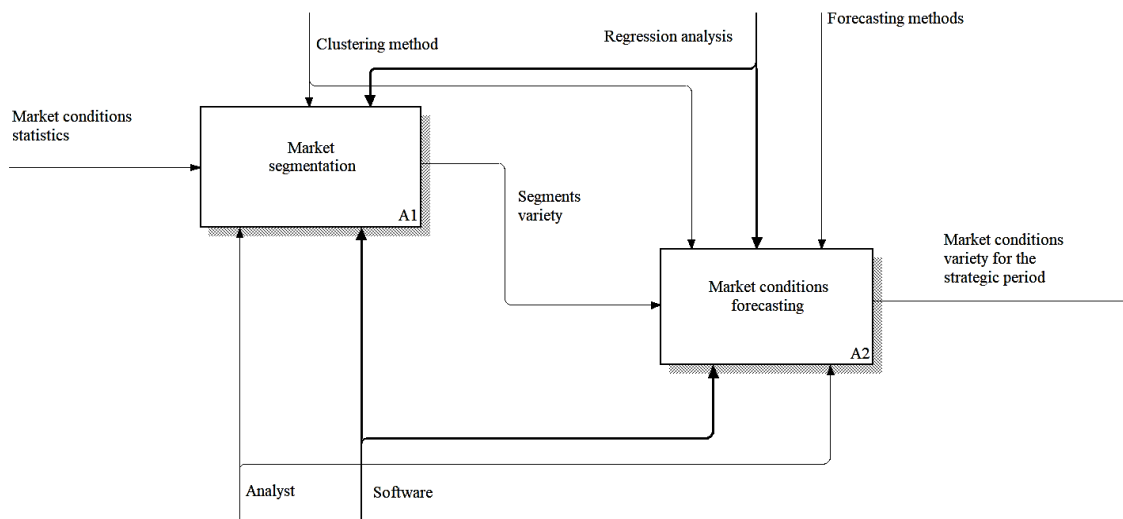 Clustering method
Regression analysis
Forecasting methods
Market conditions
statistics
Market
segmentation
A1
Segments
variety
Market conditions
variety for the
strategic period
Market conditions
forecasting
A2
Analyst
Software